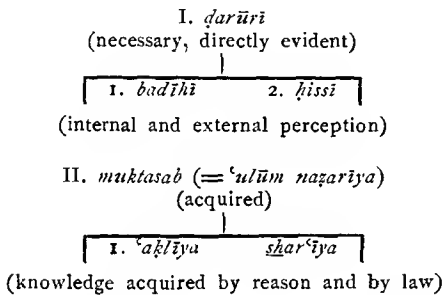 I. ḍarūrī
(necessary, directly evident)
1. badīhī 2. ḥissī
(internal and external perception)
II. muktasab (= ʿulūm naẓarīya)
(acquired)
1. ʿaḳlīya sharʿīya
(knowledge acquired by reason and by law)